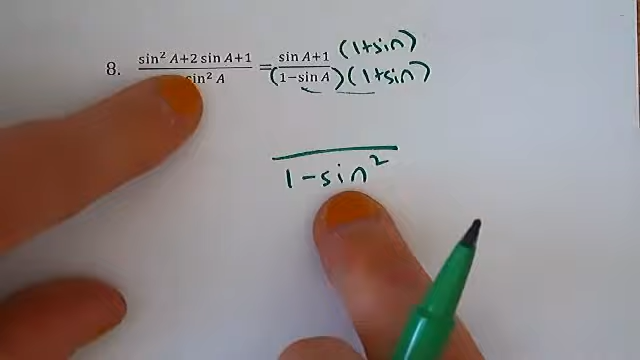 sin² A+2 sin A+1 = sin A+1 (1+sin)
8. sin² A (1−sin A)(1+sin)
1-sin²